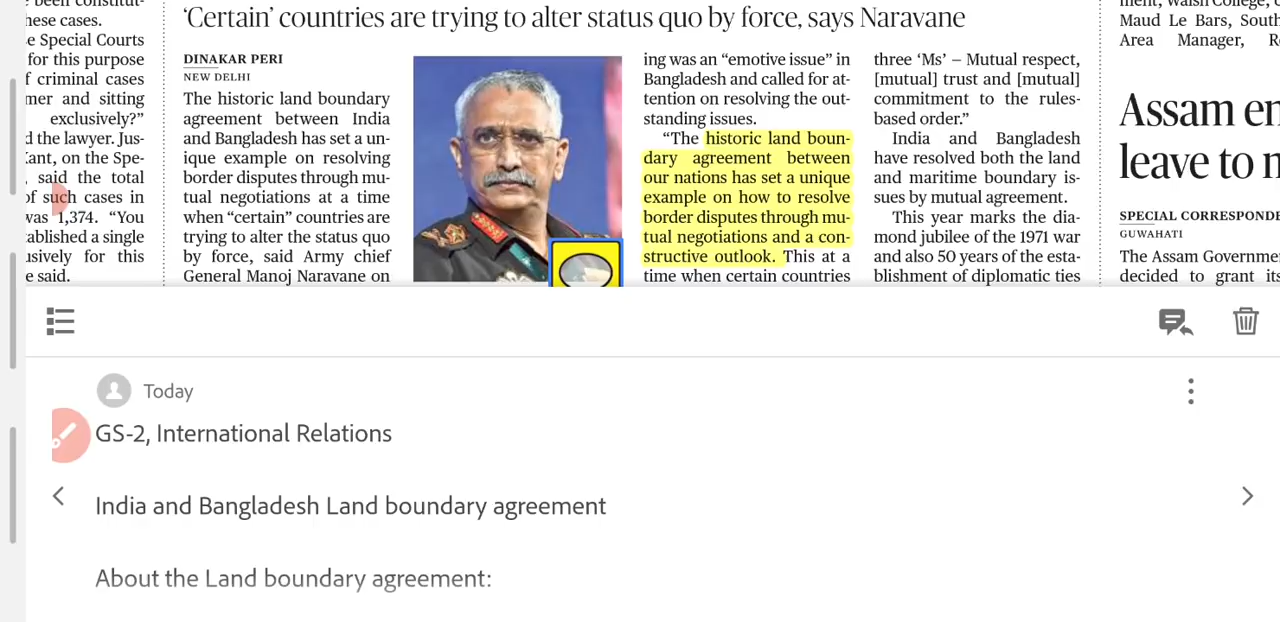 ‘Certain’ countries are trying to alter status quo by force, says Naravane
these cases.
Special Courts
for this purpose
criminal cases
and sitting
exclusively?”
the lawyer. Jus-
on the Spe-
said the total
of such cases in
was 1,374. “You
a single
for this
said.
DINAKAR PERI
NEW DELHI
The historic land boundary
agreement between India
and Bangladesh has set a un-
ique example on resolving
border disputes through mu-
tual negotiations at a time
when “certain” countries are
trying to alter the status quo
by force, said Army chief
General Manoj Naravane on
ing was an “emotive issue” in
Bangladesh and called for at-
tention on resolving the out-
standing issues.
“The historic land boun-
dary agreement between
our nations has set a unique
example on how to resolve
border disputes through mu-
tual negotiations and a con-
structive outlook. This at a
time when certain countries
three ‘Ms’ – Mutual respect,
[mutual] trust and [mutual]
commitment to the rules-
based order.”
India and Bangladesh
have resolved both the land
and maritime boundary is-
sues by mutual agreement.
This year marks the dia-
mond jubilee of the 1971 war
and also 50 years of the esta-
blishment of diplomatic ties
Maud Le Bars, South
Area Manager,
Assam
leave to
SPECIAL
GUWAHATI
The Assam
decided to grant
Today
GS-2, International Relations
India and Bangladesh Land boundary agreement
About the Land boundary agreement: